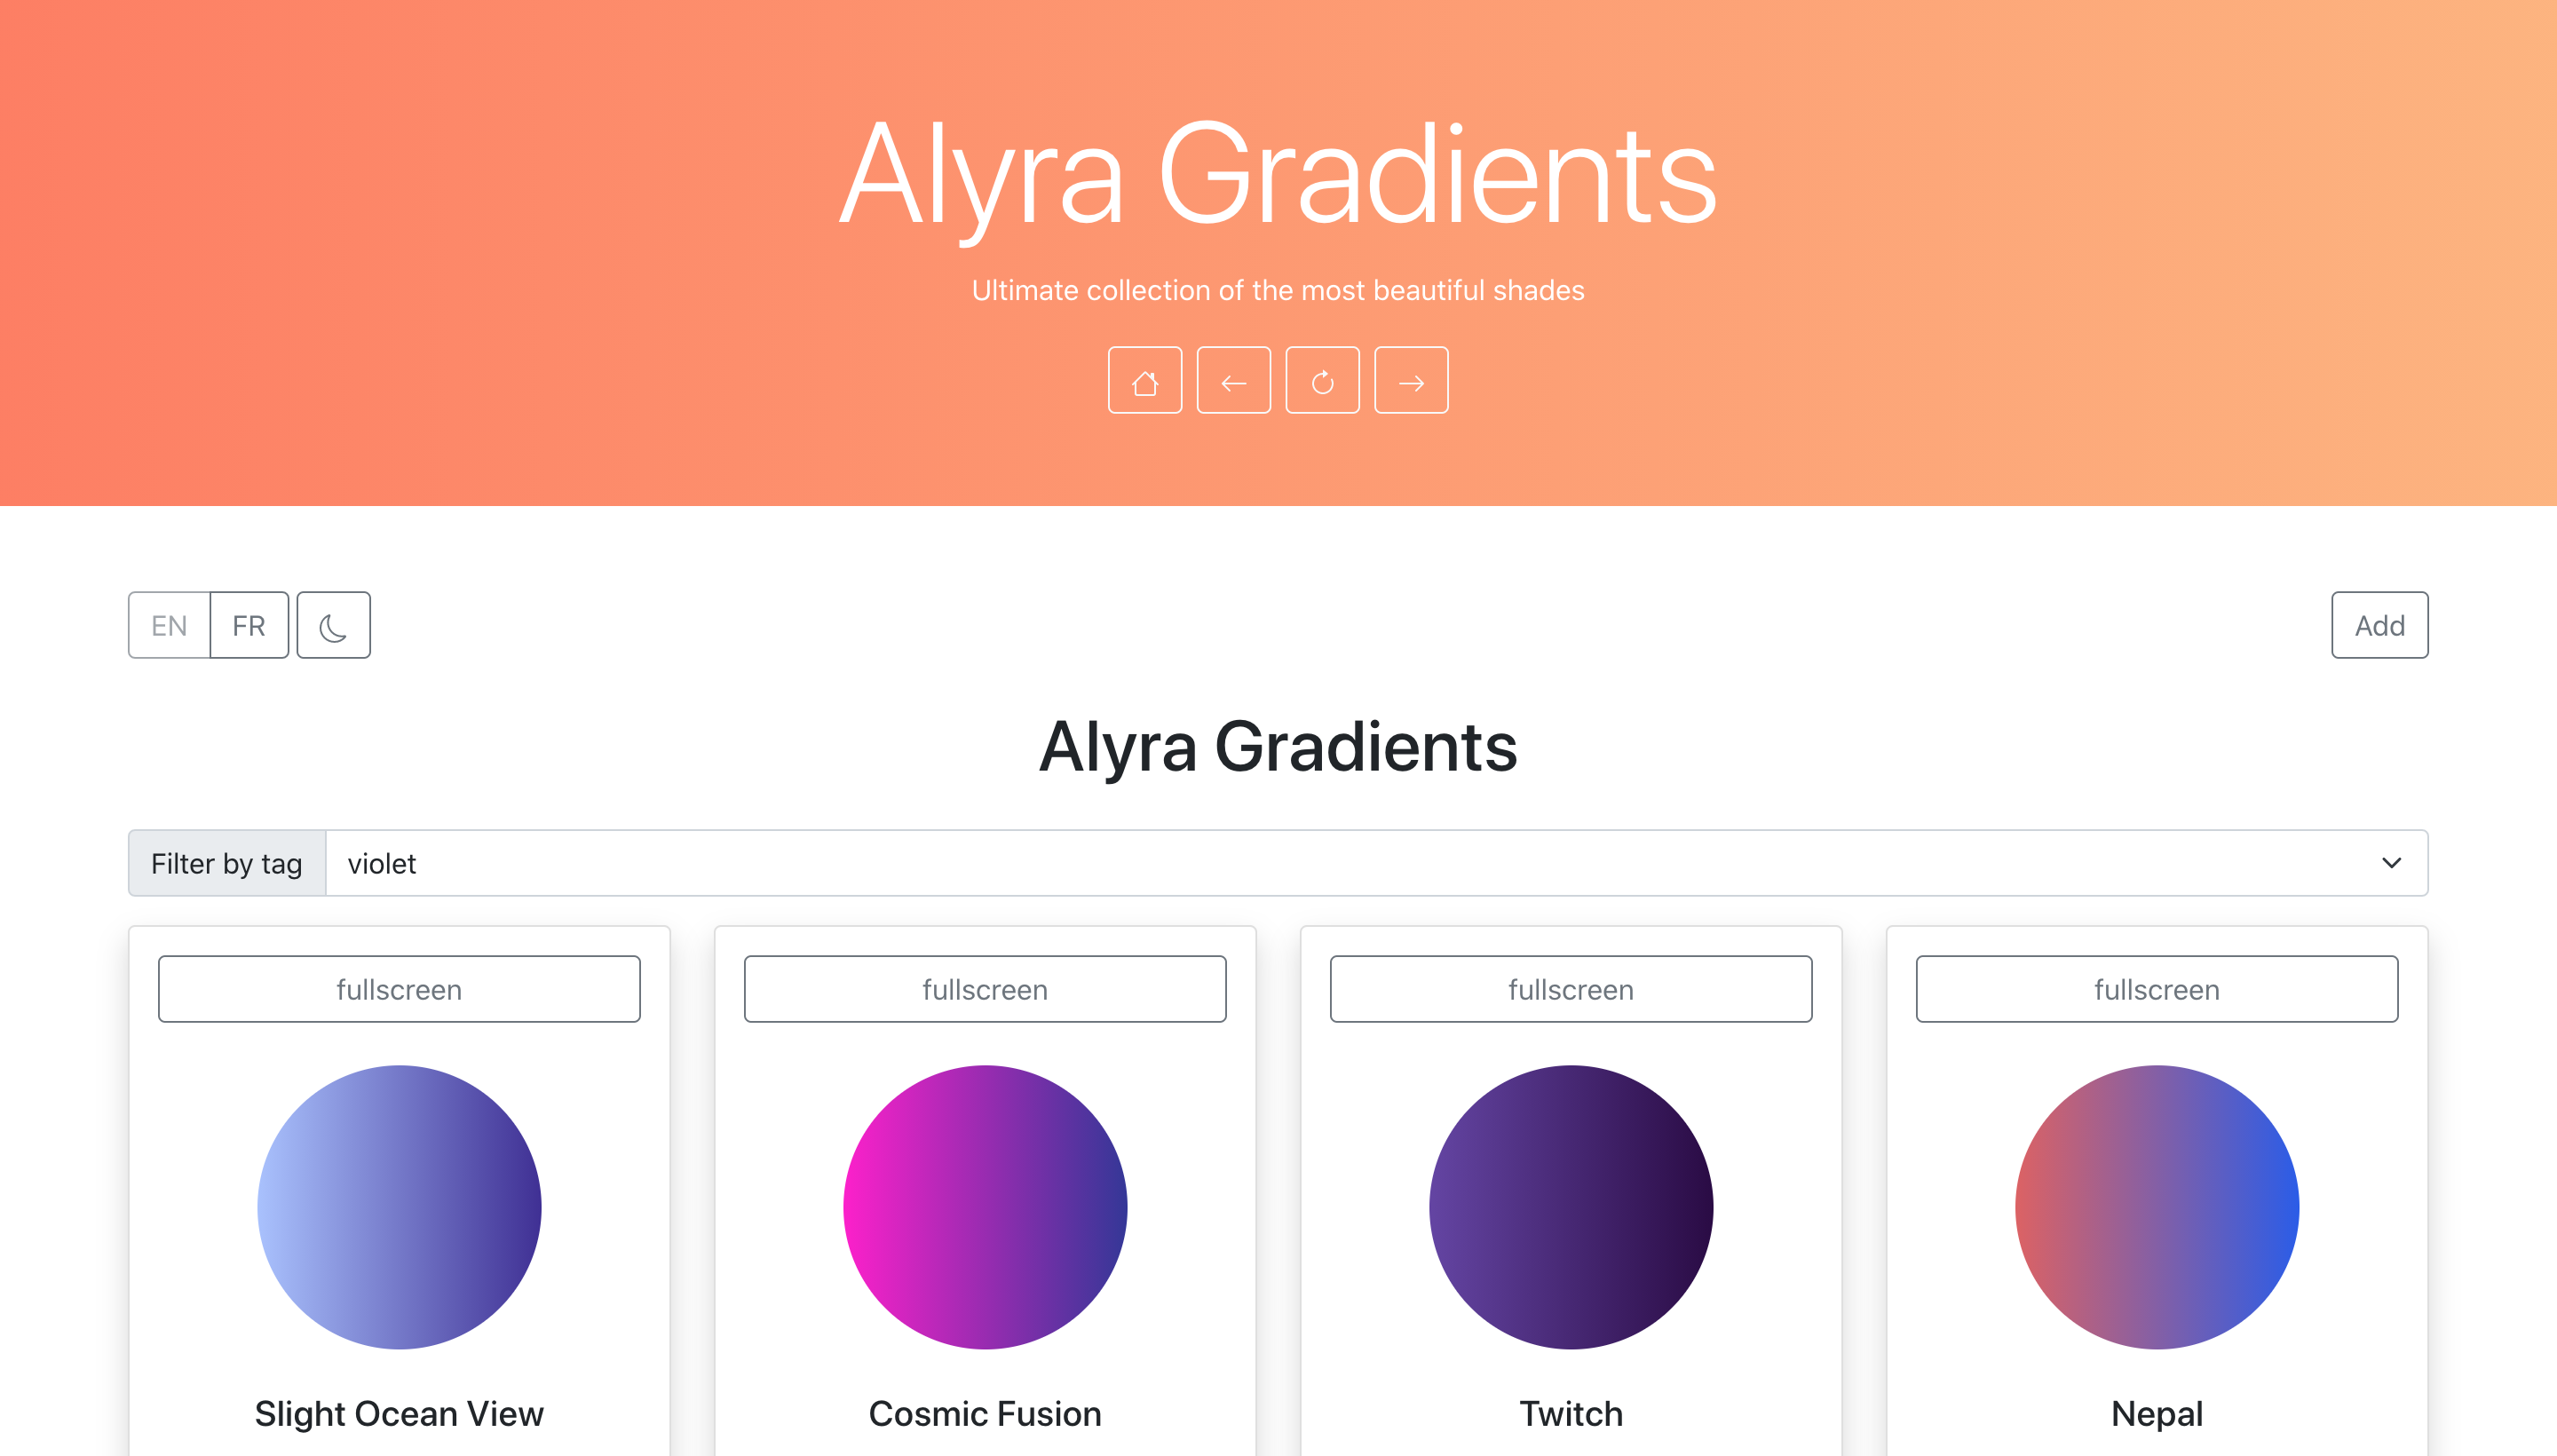 Alyra Gradients
Ultimate collection of the most beautiful shades
EN FR Add
Alyra Gradients
Filter by tag violet
fullscreen fullscreen fullscreen fullscreen
Slight Ocean View Cosmic Fusion Twitch Nepal